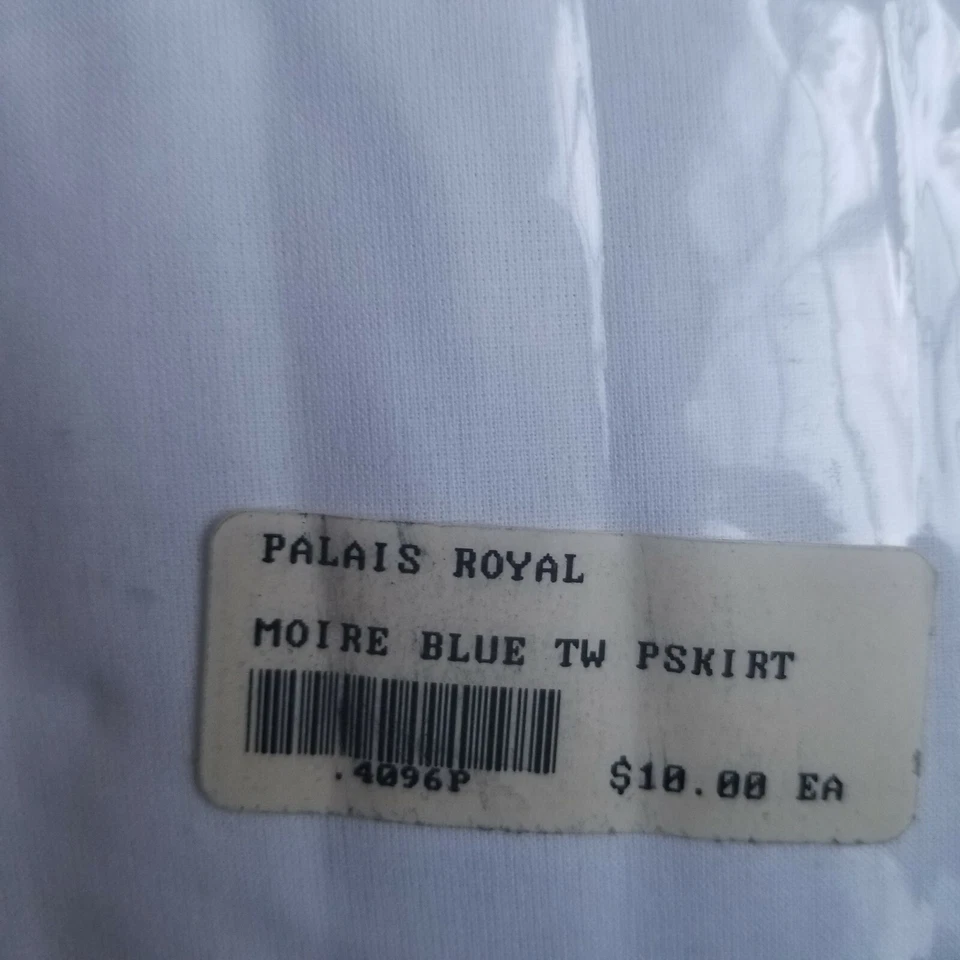 PALAIS ROYAL
MOIRE BLUE TW PSKIRT
.4096P
$10.00 EA